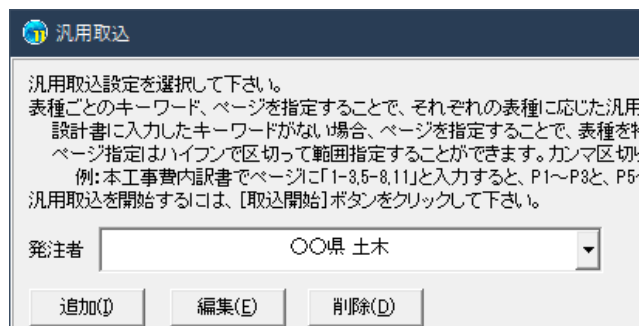 汎用取込
汎用取込設定を選択して下さい。
表種ごとのキーワード、ページを指定することで、それぞれの表種に応じた汎用
設計書に入力したキーワードがない場合、ページを指定することで、表種を
ページ指定はハイフンで区切って範囲指定することができます。カンマ区切
例:本工事費内訳書でページに「1-3,5-8,11」と入力すると、P1～P3と、P5
汎用取込を開始するには、[取込開始]ボタンをクリックして下さい。
発注者
〇〇県 土木
追加(I)
編集(E)
削除(D)